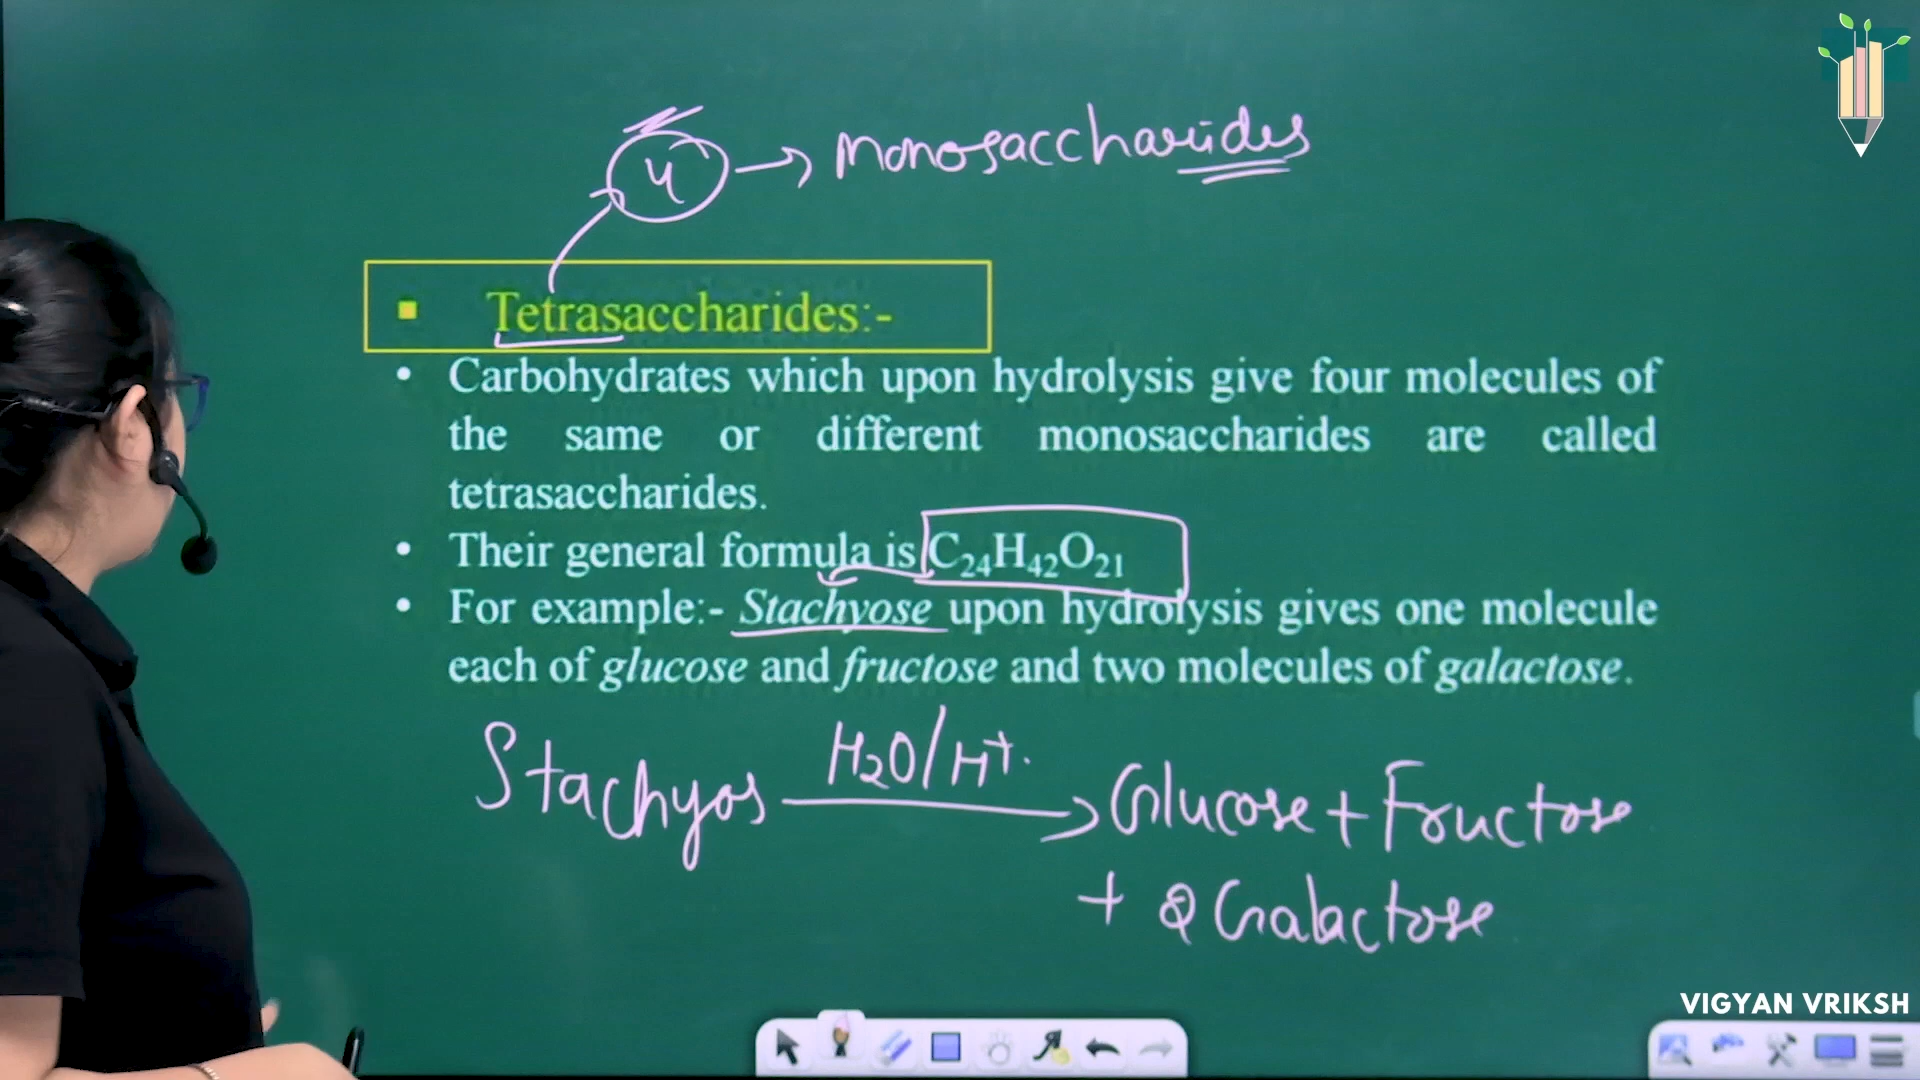 4 → monosaccharides
▪ Tetrasaccharides:-
• Carbohydrates which upon hydrolysis give four molecules of
the same or different monosaccharides are called
tetrasaccharides.
• Their general formula is C₂₄H₄₂O₂₁
• For example:- Stachyose upon hydrolysis gives one molecule
each of glucose and fructose and two molecules of galactose.
H2O/H+.
Stachyos → Glucose + Fructose
+ 2 Galactose
VIGYAN VRIKSH